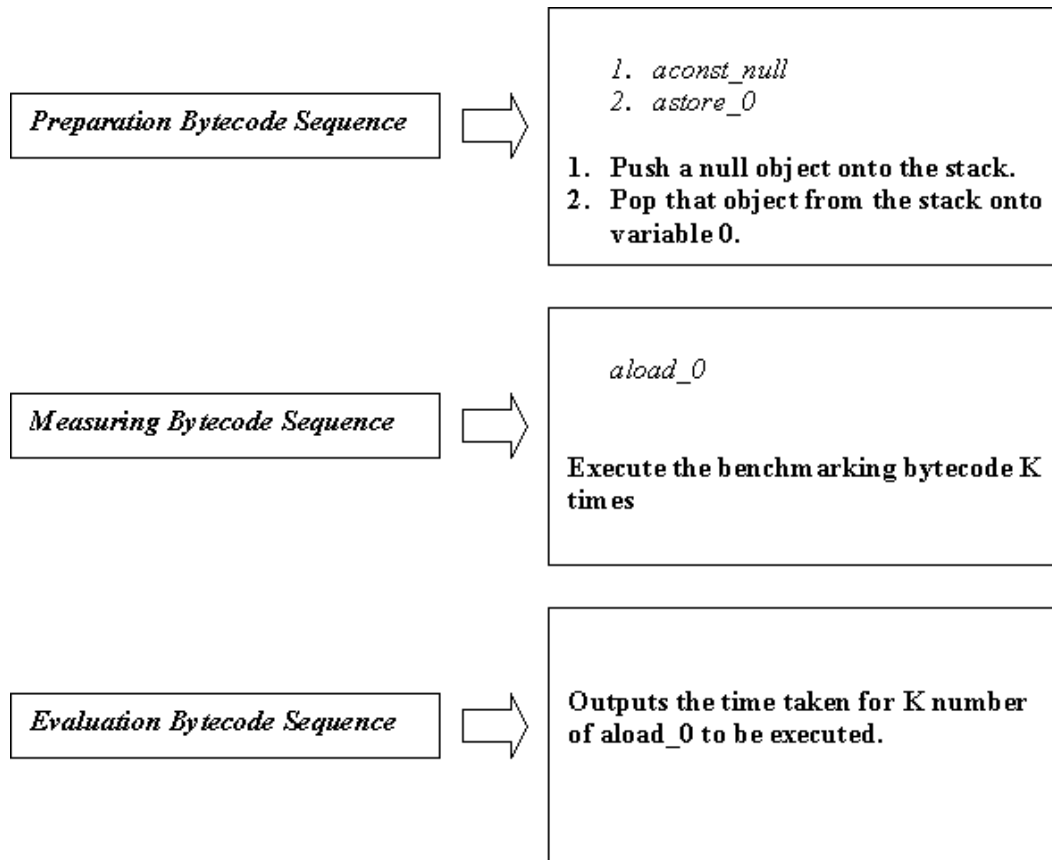 Preparation Bytecode Sequence
1. aconst_null
2. astore_0
1. Push a null object onto the stack.
2. Pop that object from the stack onto
variable 0.
Measuring Bytecode Sequence
aload_0
Execute the benchmarking bytecode K
times
Evaluation Bytecode Sequence
Outputs the time taken for K number
of aload_0 to be executed.